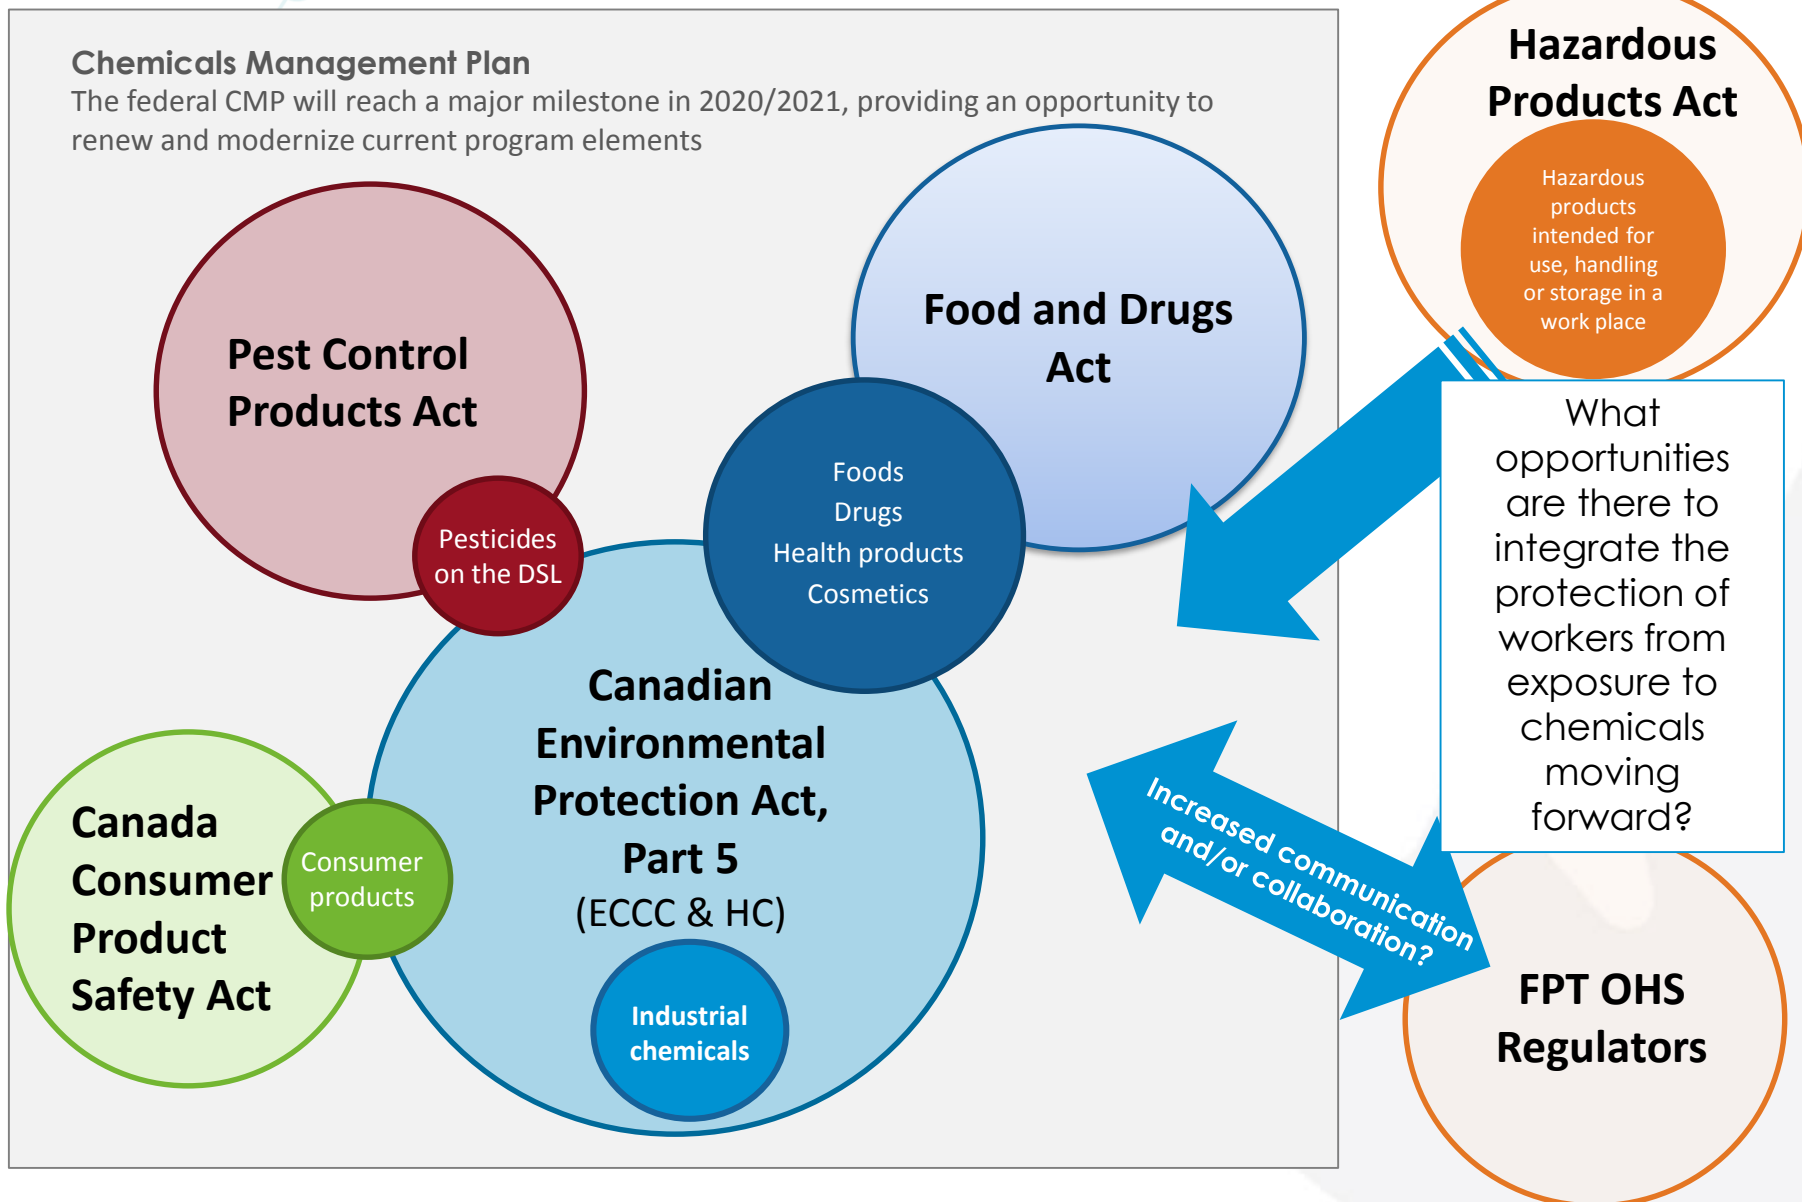 Chemicals Management Plan
The federal CMP will reach a major milestone in 2020/2021, providing an opportunity to
renew and modernize current program elements
Pest Control
Products Act
Pesticides
on the DSL
Food and Drugs
Act
Foods
Drugs
Health products
Cosmetics
Canadian
Environmental
Protection Act,
Part 5
(ECCC & HC)
Industrial
chemicals
Canada
Consumer
Product
Safety Act
Consumer
products
Hazardous
Products Act
Hazardous
products
intended for
use, handling
or storage in a
work place
What
opportunities
are there to
integrate the
protection of
workers from
exposure to
chemicals
moving
forward?
Increased communication
and/or collaboration?
FPT OHS
Regulators